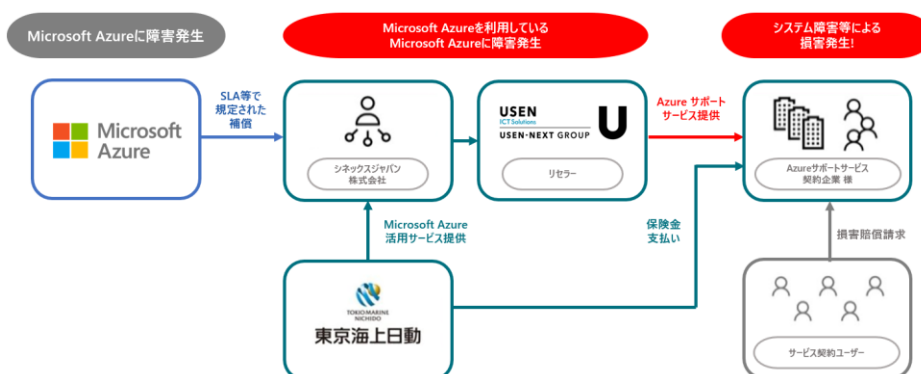 Microsoft Azureに障害発生
Microsoft Azureを利用している
Microsoft Azureに障害発生
システム障害等による
損害発生!
Microsoft
Azure
SLA等で
規定された
補償
シネックスジャパン
株式会社
USEN
ICT Solutions
USEN-NEXT GROUP
U
リセラー
Azure サポート
サービス提供
Azureサポートサービス
契約企業 様
Microsoft Azure
活用サービス提供
保険金
支払い
損害賠償請求
TOKIO MARINE
NICHIDO
東京海上日動
サービス契約ユーザー